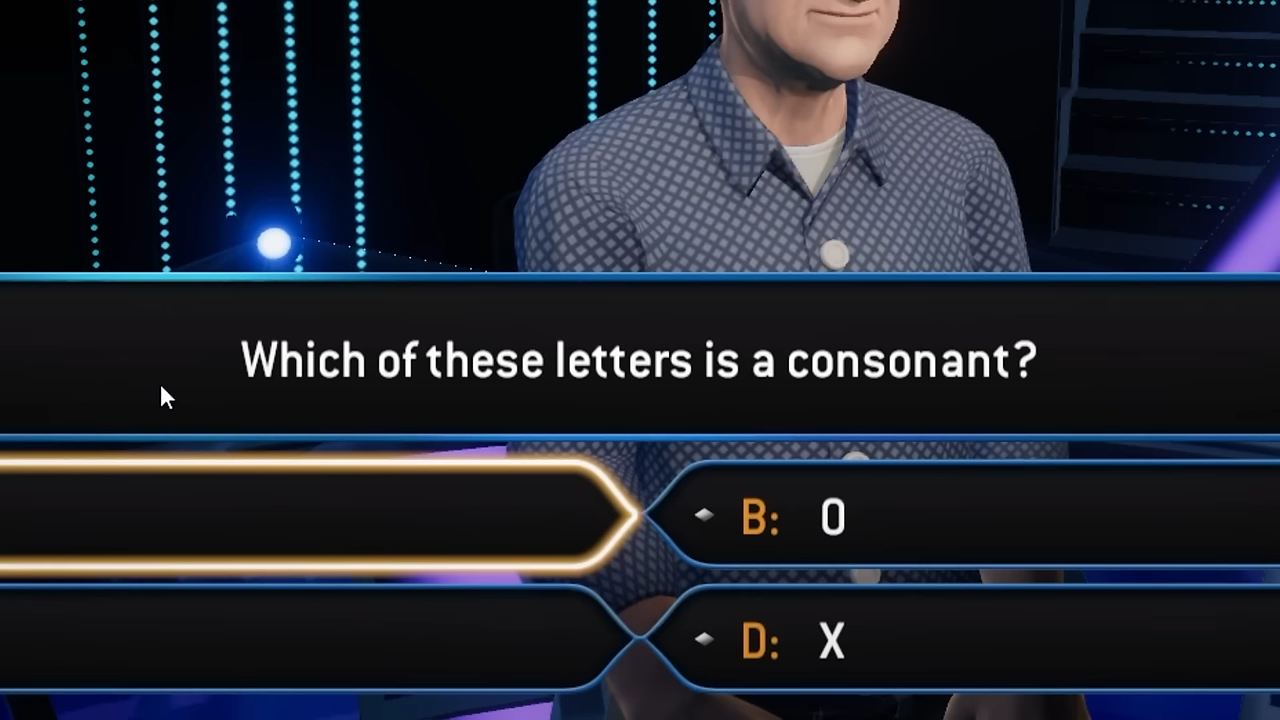 Which of these letters is a consonant?
B: O
D: X